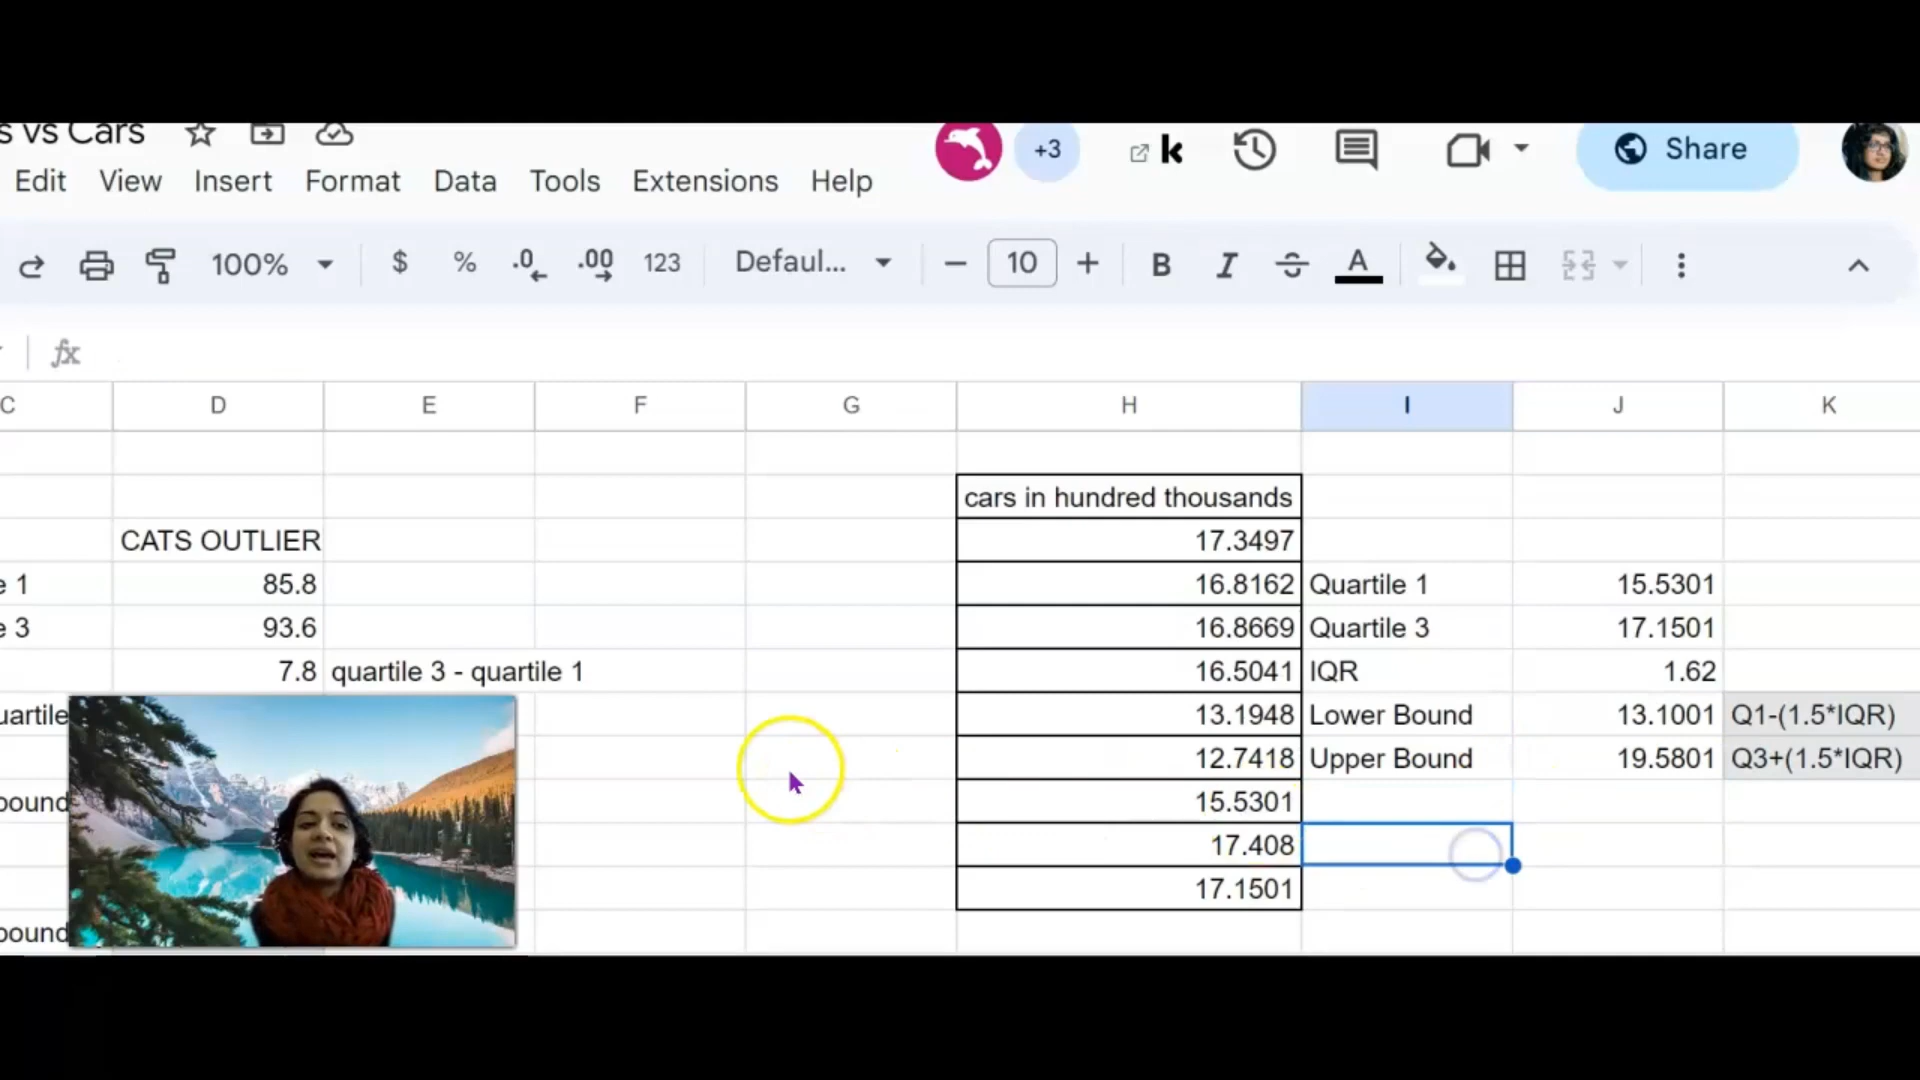 s vs Cars
+3
k
Share
Edit View Insert Format Data Tools Extensions Help
100% $ % .0 .00 123 Defaul... − 10 + B I S A
fx
C D E F G H I J K
cars in hundred thousands
CATS OUTLIER 17.3497
e 1 85.8 16.8162 Quartile 1 15.5301
e 3 93.6 16.8669 Quartile 3 17.1501
7.8 quartile 3 - quartile 1 16.5041 IQR 1.62
uartile 13.1948 Lower Bound 13.1001 Q1-(1.5*IQR)
12.7418 Upper Bound 19.5801 Q3+(1.5*IQR)
bound 15.5301
17.408
17.1501
bound